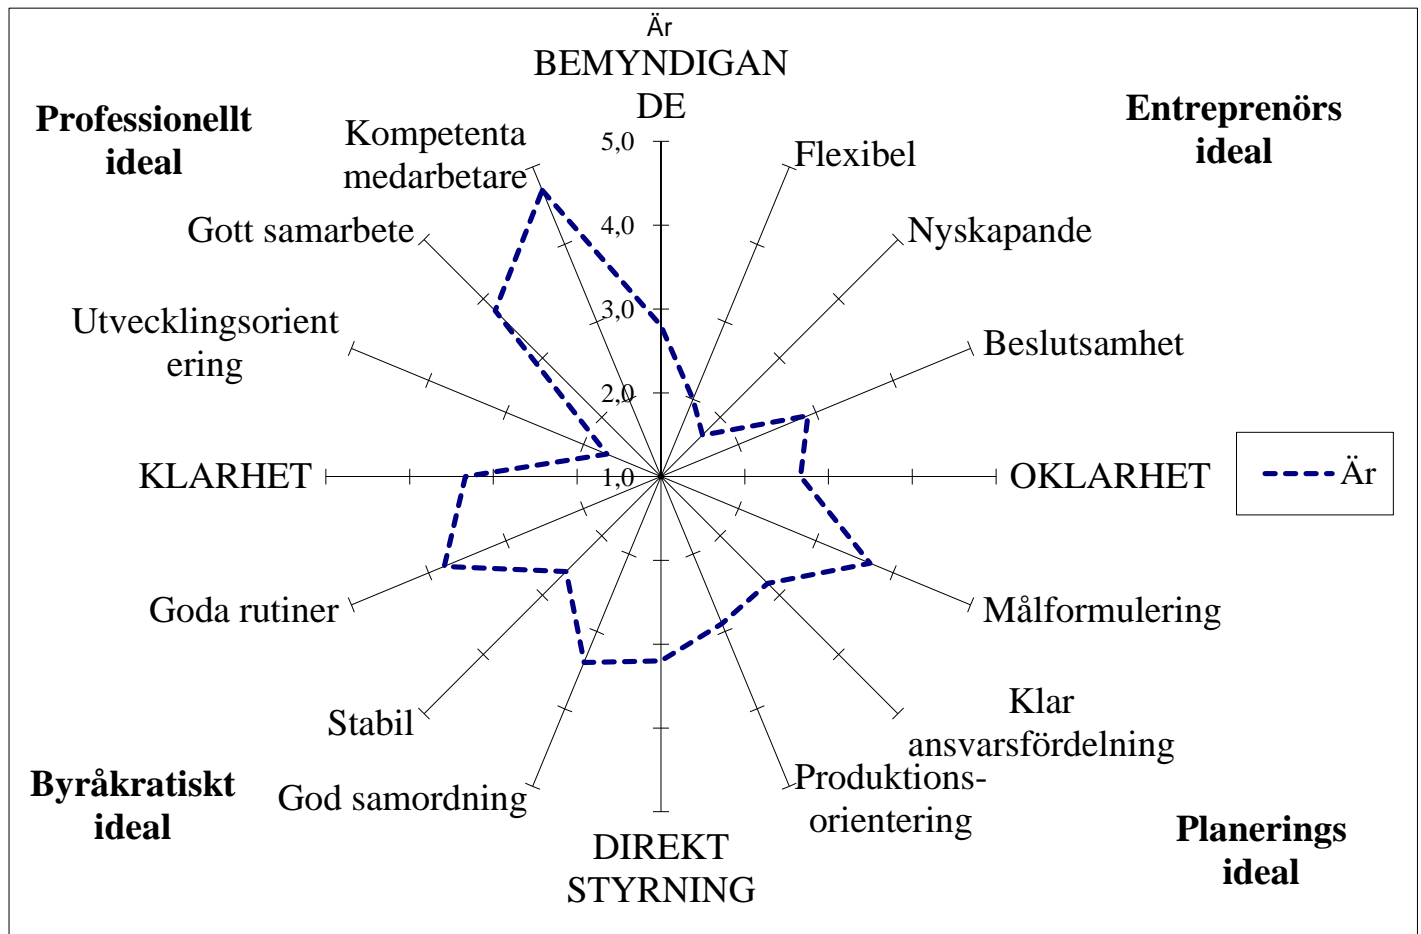 Är
BEMYNDIGAN
DE
Professionellt
ideal
Entreprenörs
ideal
Kompetenta
medarbetare
5,0
Flexibel
Gott samarbete
4,0
Nyskapande
Utvecklingsorient
ering
3,0
Beslutsamhet
2,0
KLARHET
1,0
OKLARHET
Är
Goda rutiner
Målformulering
Stabil
Klar
ansvarsfördelning
God samordning
Produktions-
orientering
Byråkratiskt
ideal
DIREKT
STYRNING
Planerings
ideal